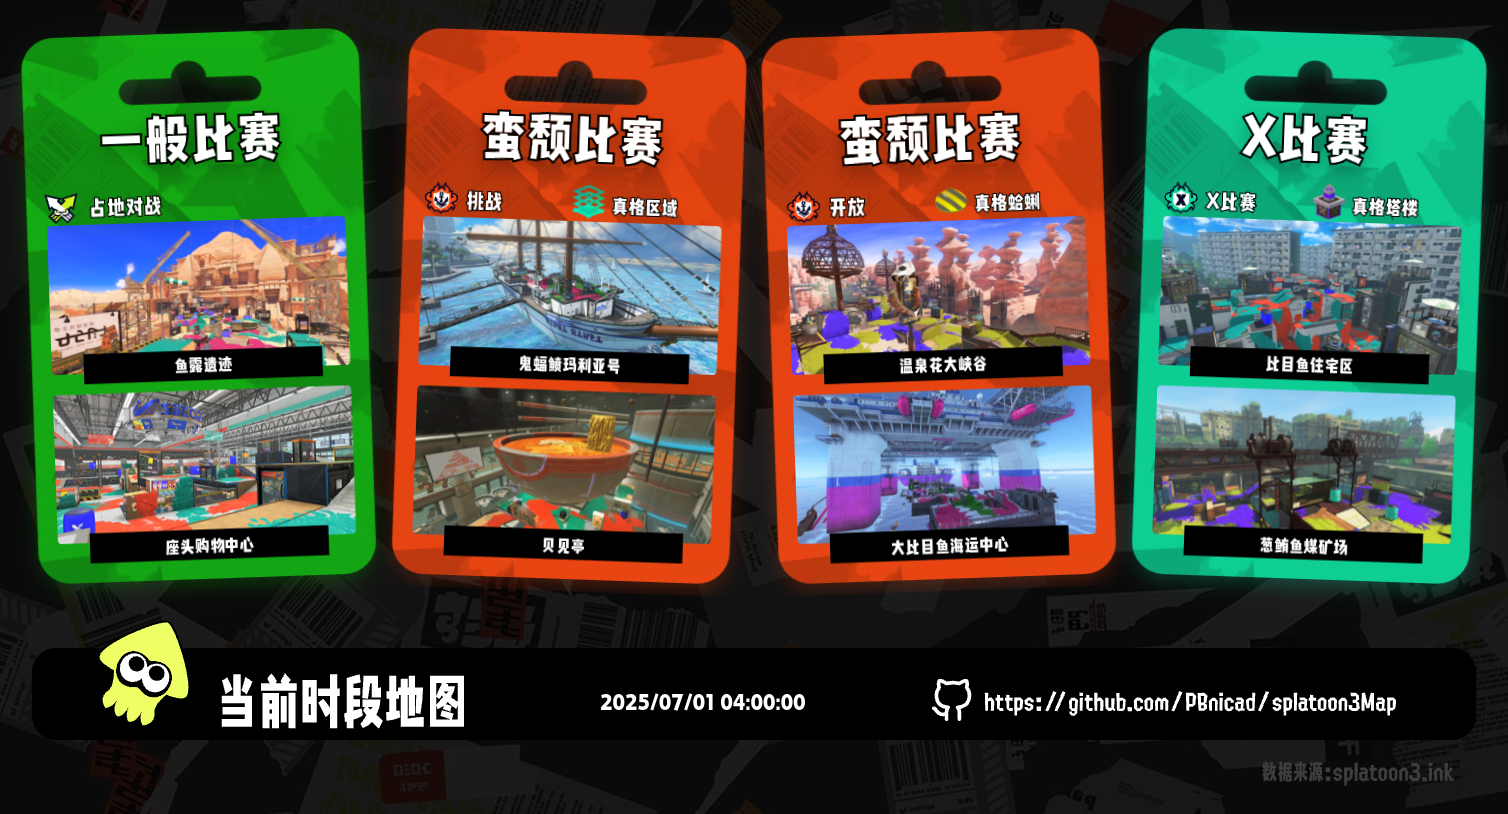 一般比赛
占地对战
鱼露遗迹
座头购物中心
蛮颓比赛
挑战
真格区域
鬼蝠鲼玛利亚号
贝见亭
蛮颓比赛
开放
真格蛤蜊
温泉花大峡谷
大比目鱼海运中心
X比赛
X比赛
真格塔楼
比目鱼住宅区
葱鲔鱼煤矿场
当前时段地图
2025/07/01 04:00:00
https://github.com/PBnicad/splatoon3Map
数据来源:splatoon3.ink